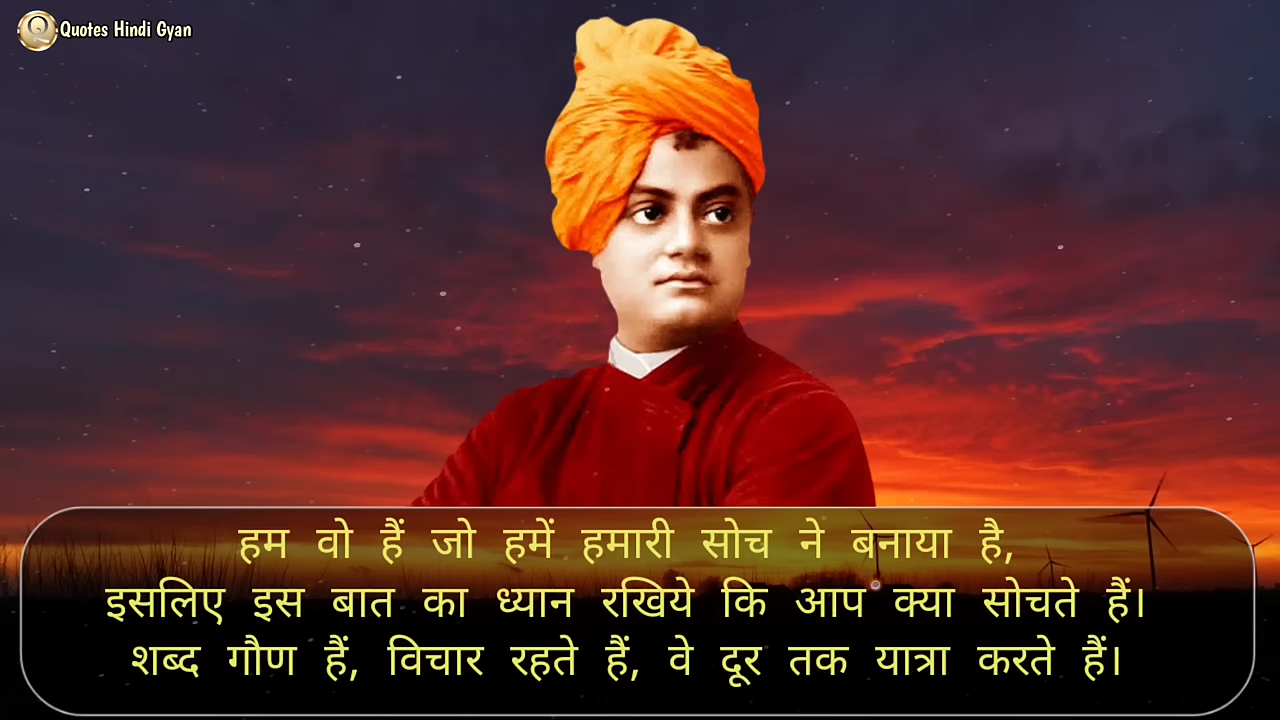 Quotes Hindi Gyan
हम वो हैं जो हमें हमारी सोच ने बनाया है,
इसलिए इस बात का ध्यान रखिये कि आप क्या सोचते हैं।
शब्द गौण हैं, विचार रहते हैं, वे दूर तक यात्रा करते हैं।